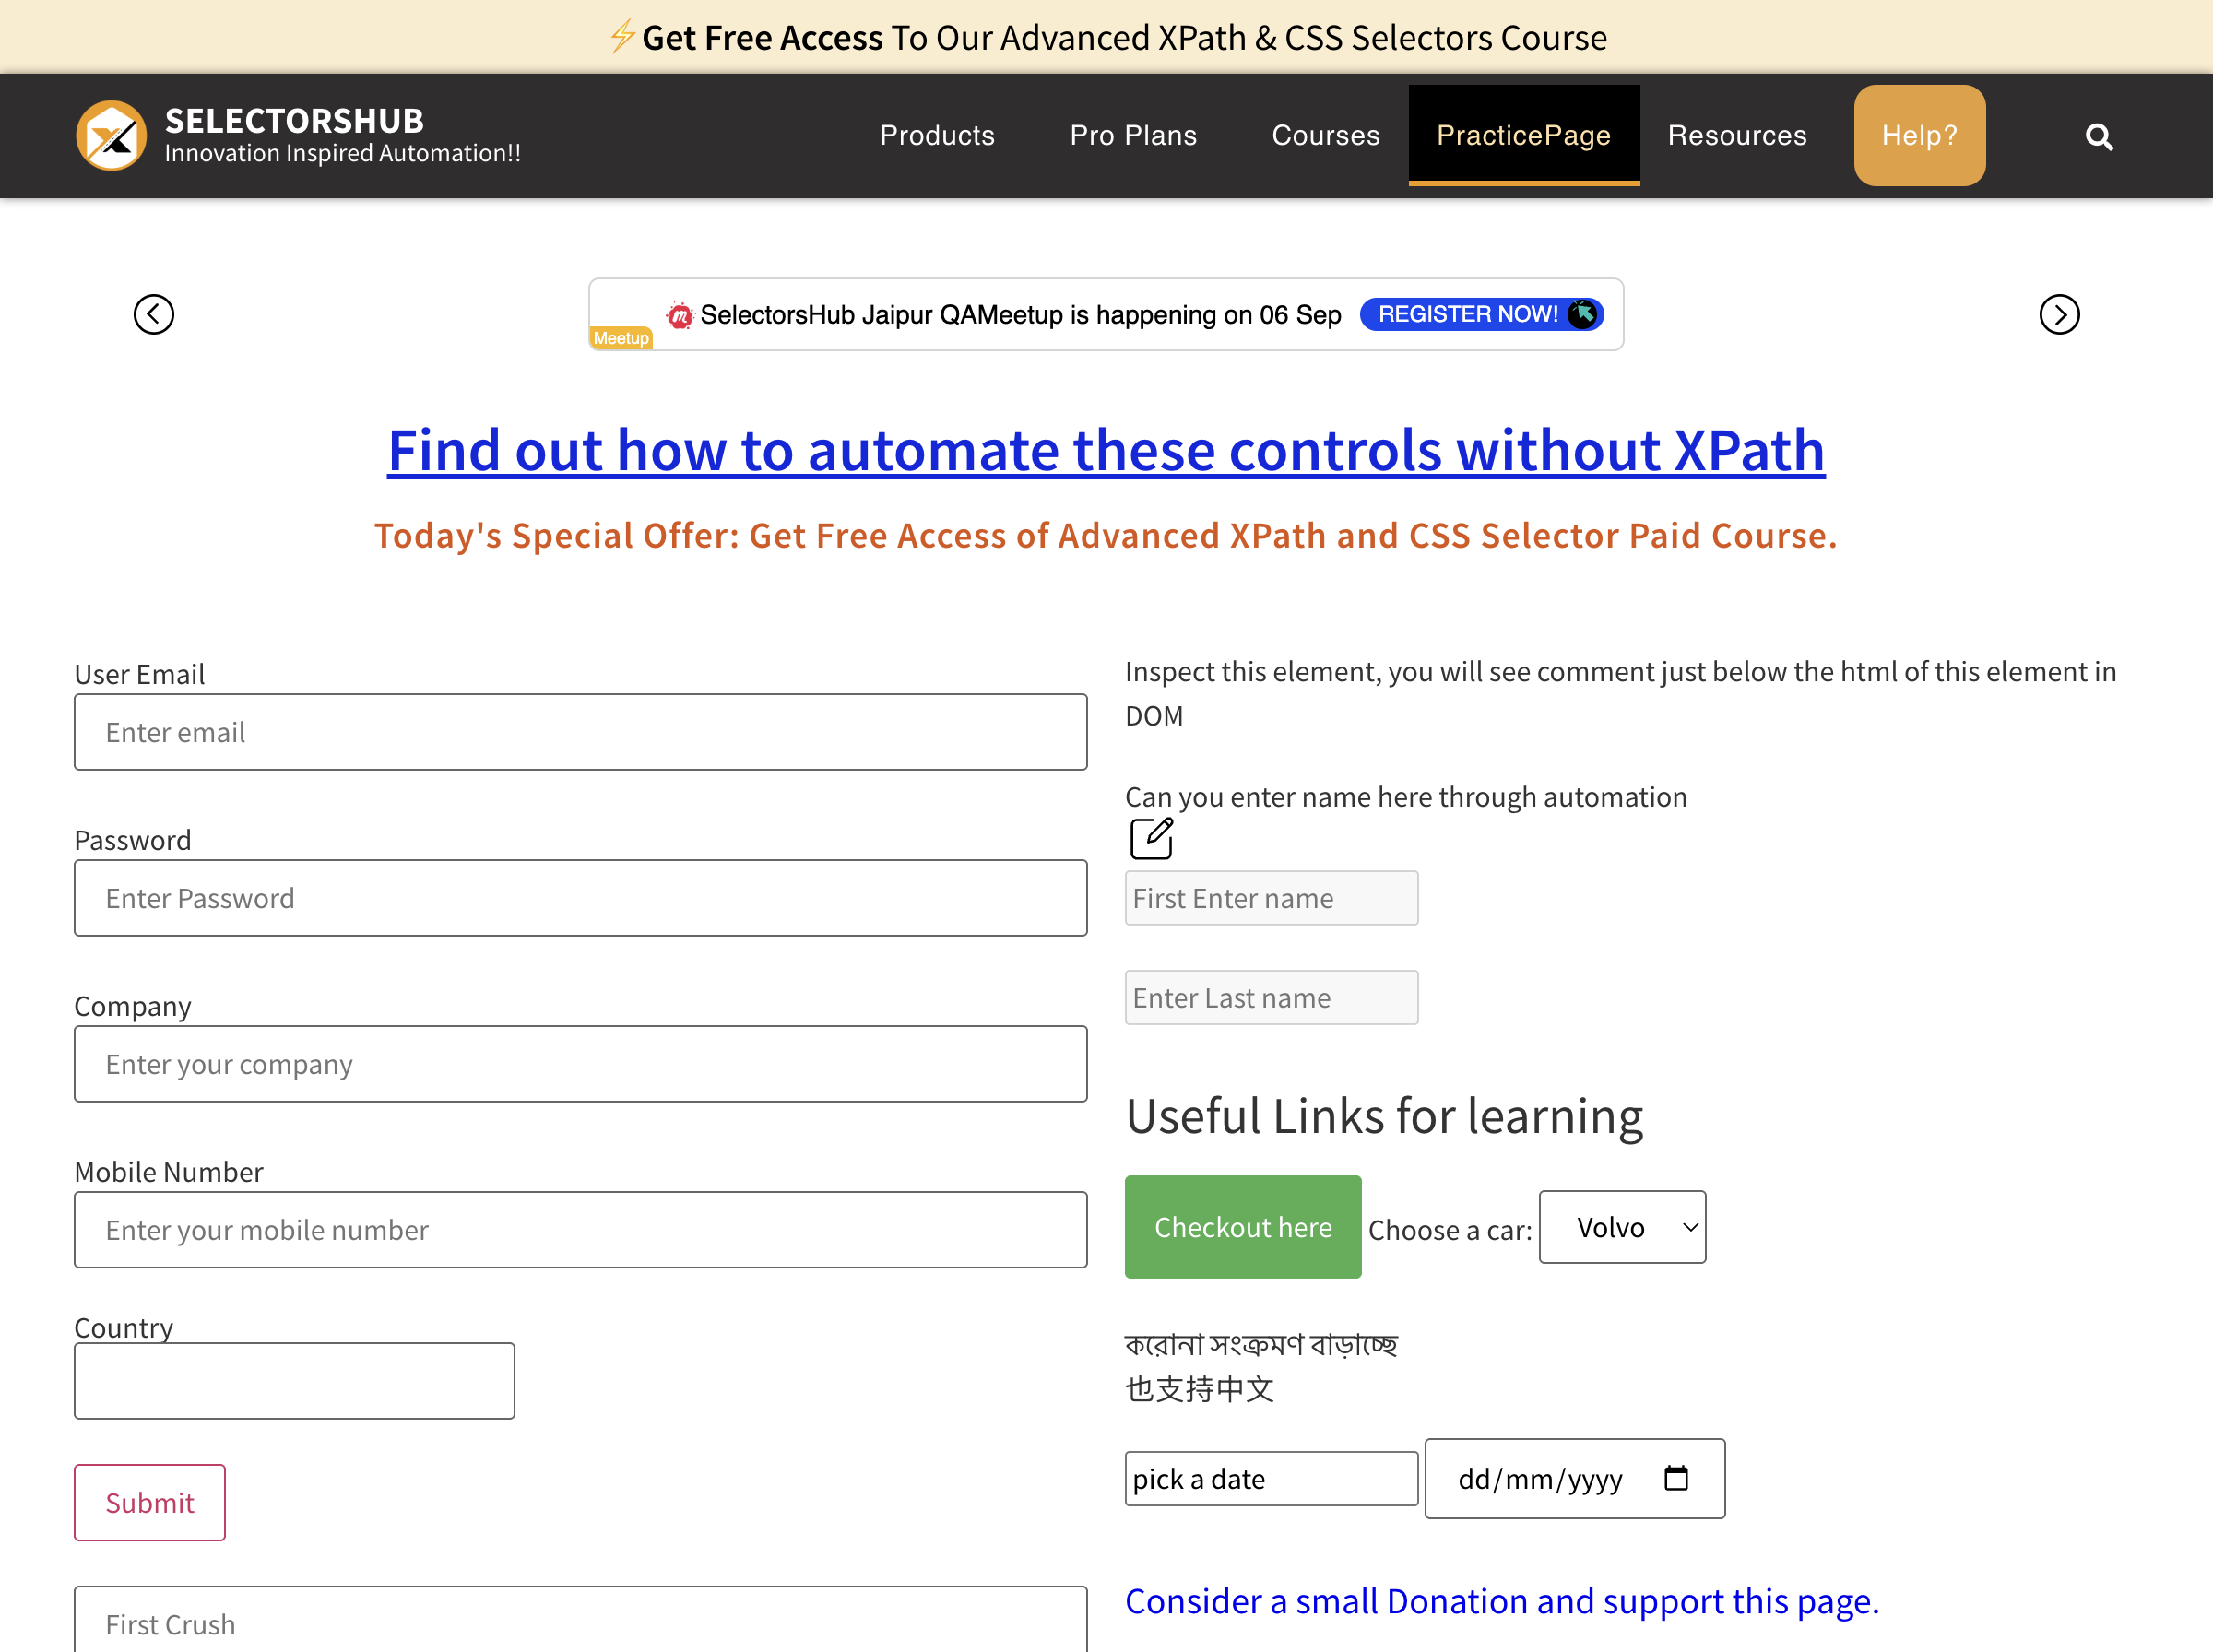 ⚡Get Free Access To Our Advanced XPath & CSS Selectors Course
SELECTORSHUB
Innovation Inspired Automation!!
Products
Pro Plans
Courses
PracticePage
Resources
Help?
SelectorsHub Jaipur QAMeetup is happening on 06 Sep
REGISTER NOW!
Meetup
Find out how to automate these controls without XPath
Today's Special Offer: Get Free Access of Advanced XPath and CSS Selector Paid Course.
User Email
Enter email
Password
Enter Password
Company
Enter your company
Mobile Number
Enter your mobile number
Country
Submit
First Crush
Inspect this element, you will see comment just below the html of this element in
DOM
Can you enter name here through automation
First Enter name
Enter Last name
Useful Links for learning
Checkout here
Choose a car:
Volvo
করোনা সংক্রমণ বাড়াচ্ছে
也支持中文
pick a date
dd/mm/yyyy
Consider a small Donation and support this page.